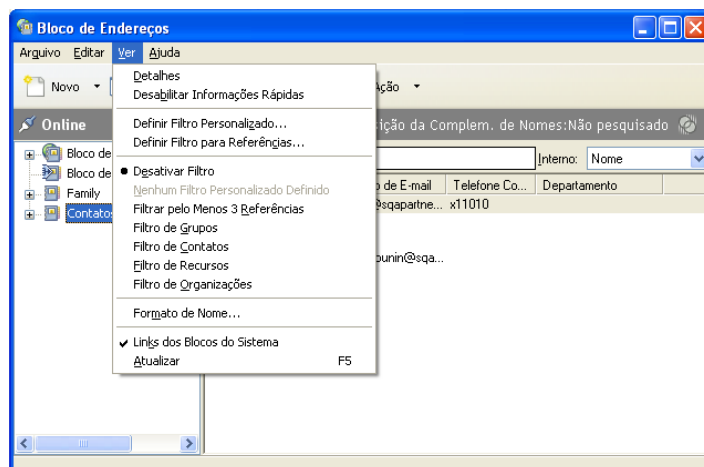 Bloco de Endereços
Arquivo Editar Ver Ajuda
Novo
Detalhes
Desabilitar Informações Rápidas
Definir Filtro Personalizado...
Definir Filtro para Referências...
Desativar Filtro
Nenhum Filtro Personalizado Definido
Filtrar pelo Menos 3 Referências
Filtro de Grupos
Filtro de Contatos
Filtro de Recursos
Filtro de Organizações
Formato de Nome...
Links dos Blocos do Sistema
Atualizar F5
Online
ição da Complem. de Nomes:Não pesquisado
Bloco de
Bloco de
Family
Contatos
Interno: Nome
de E-mail Telefone Co... Departamento
@sqapartne... x11010
ounin@sqa...